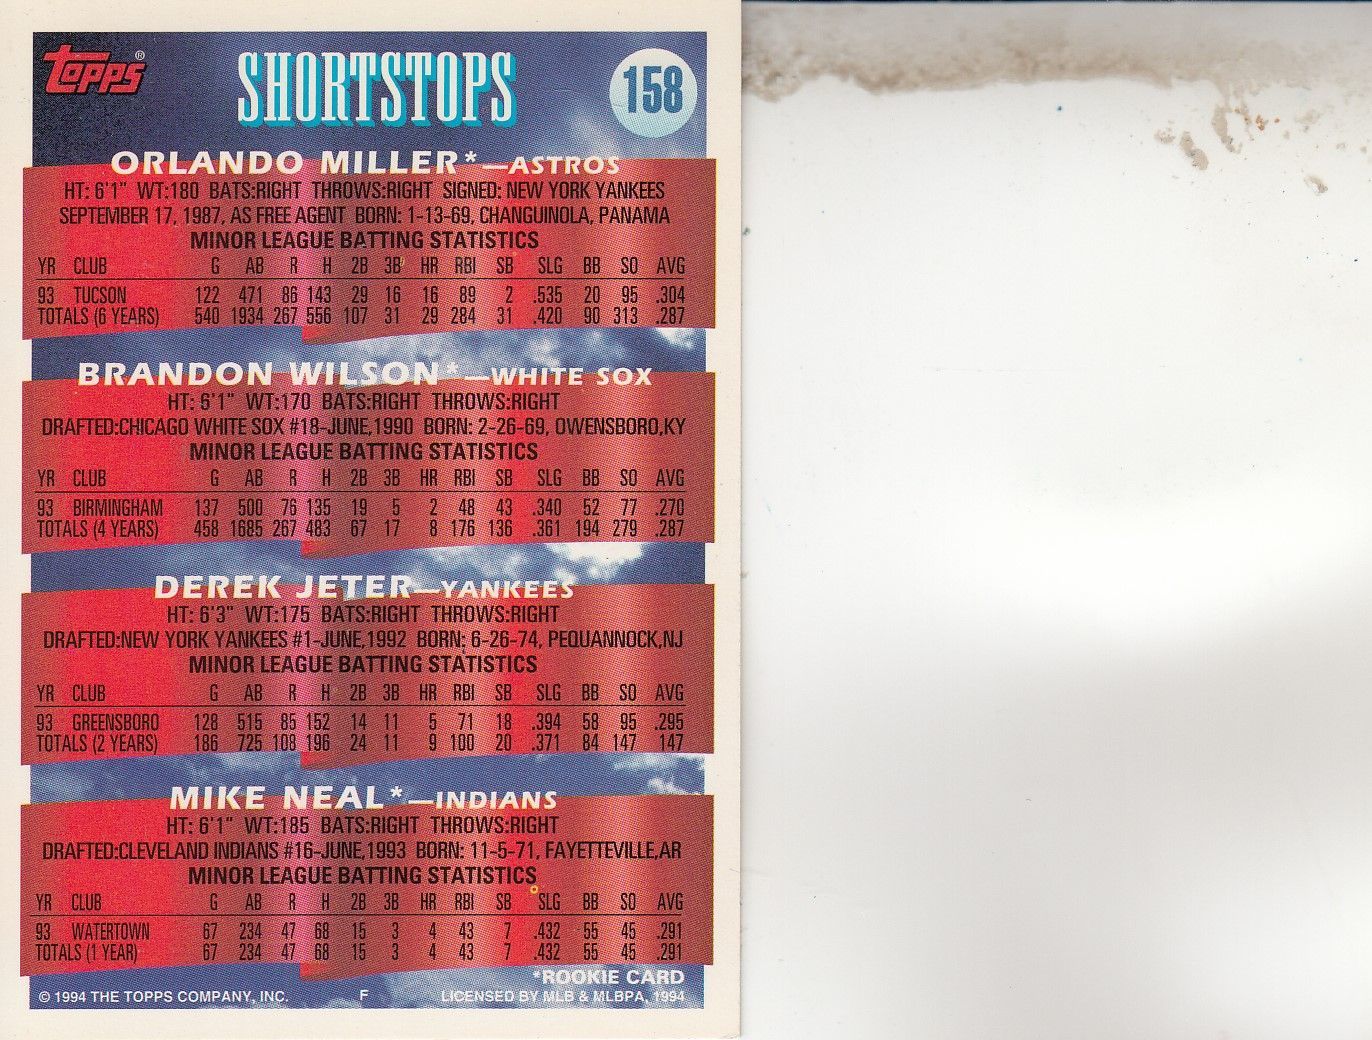 Topps®
SHORTSTOPS
158
ORLANDO MILLER*—ASTROS
HT: 6'1" WT:180 BATS:RIGHT THROWS:RIGHT SIGNED: NEW YORK YANKEES
SEPTEMBER 17, 1987, AS FREE AGENT BORN: 1-13-69, CHANGUINOLA, PANAMA
MINOR LEAGUE BATTING STATISTICS
YR CLUB G AB R H 2B 3B HR RBI SB SLG BB SO AVG
93 TUCSON 122 471 86 143 29 16 16 89 2 .535 20 95 .304
TOTALS (6 YEARS) 540 1934 267 556 107 31 29 284 31 .420 90 313 .287
BRANDON WILSON*—WHITE SOX
HT: 6'1" WT:170 BATS:RIGHT THROWS:RIGHT
DRAFTED:CHICAGO WHITE SOX #18-JUNE,1990 BORN: 2-26-69, OWENSBORO,KY
MINOR LEAGUE BATTING STATISTICS
YR CLUB G AB R H 2B 3B HR RBI SB SLG BB SO AVG
93 BIRMINGHAM 137 500 76 135 19 5 2 48 43 .340 52 77 .270
TOTALS (4 YEARS) 458 1685 267 483 67 17 8 176 136 .361 194 279 .287
DEREK JETER—YANKEES
HT: 6'3" WT:175 BATS:RIGHT THROWS:RIGHT
DRAFTED:NEW YORK YANKEES #1-JUNE,1992 BORN: 6-26-74, PEQUANNOCK,NJ
MINOR LEAGUE BATTING STATISTICS
YR CLUB G AB R H 2B 3B HR RBI SB SLG BB SO AVG
93 GREENSBORO 128 515 85 152 14 11 5 71 18 .394 58 95 .295
TOTALS (2 YEARS) 186 725 108 196 24 11 9 100 20 .371 84 147 147
MIKE NEAL*—INDIANS
HT: 6'1" WT:185 BATS:RIGHT THROWS:RIGHT
DRAFTED:CLEVELAND INDIANS #16-JUNE,1993 BORN: 11-5-71, FAYETTEVILLE,AR
MINOR LEAGUE BATTING STATISTICS
YR CLUB G AB R H 2B 3B HR RBI SB SLG BB SO AVG
93 WATERTOWN 67 234 47 68 15 3 4 43 7 .432 55 45 .291
TOTALS (1 YEAR) 67 234 47 68 15 3 4 43 7 .432 55 45 .291
*ROOKIE CARD
© 1994 THE TOPPS COMPANY, INC. F LICENSED BY MLB & MLBPA, 1994